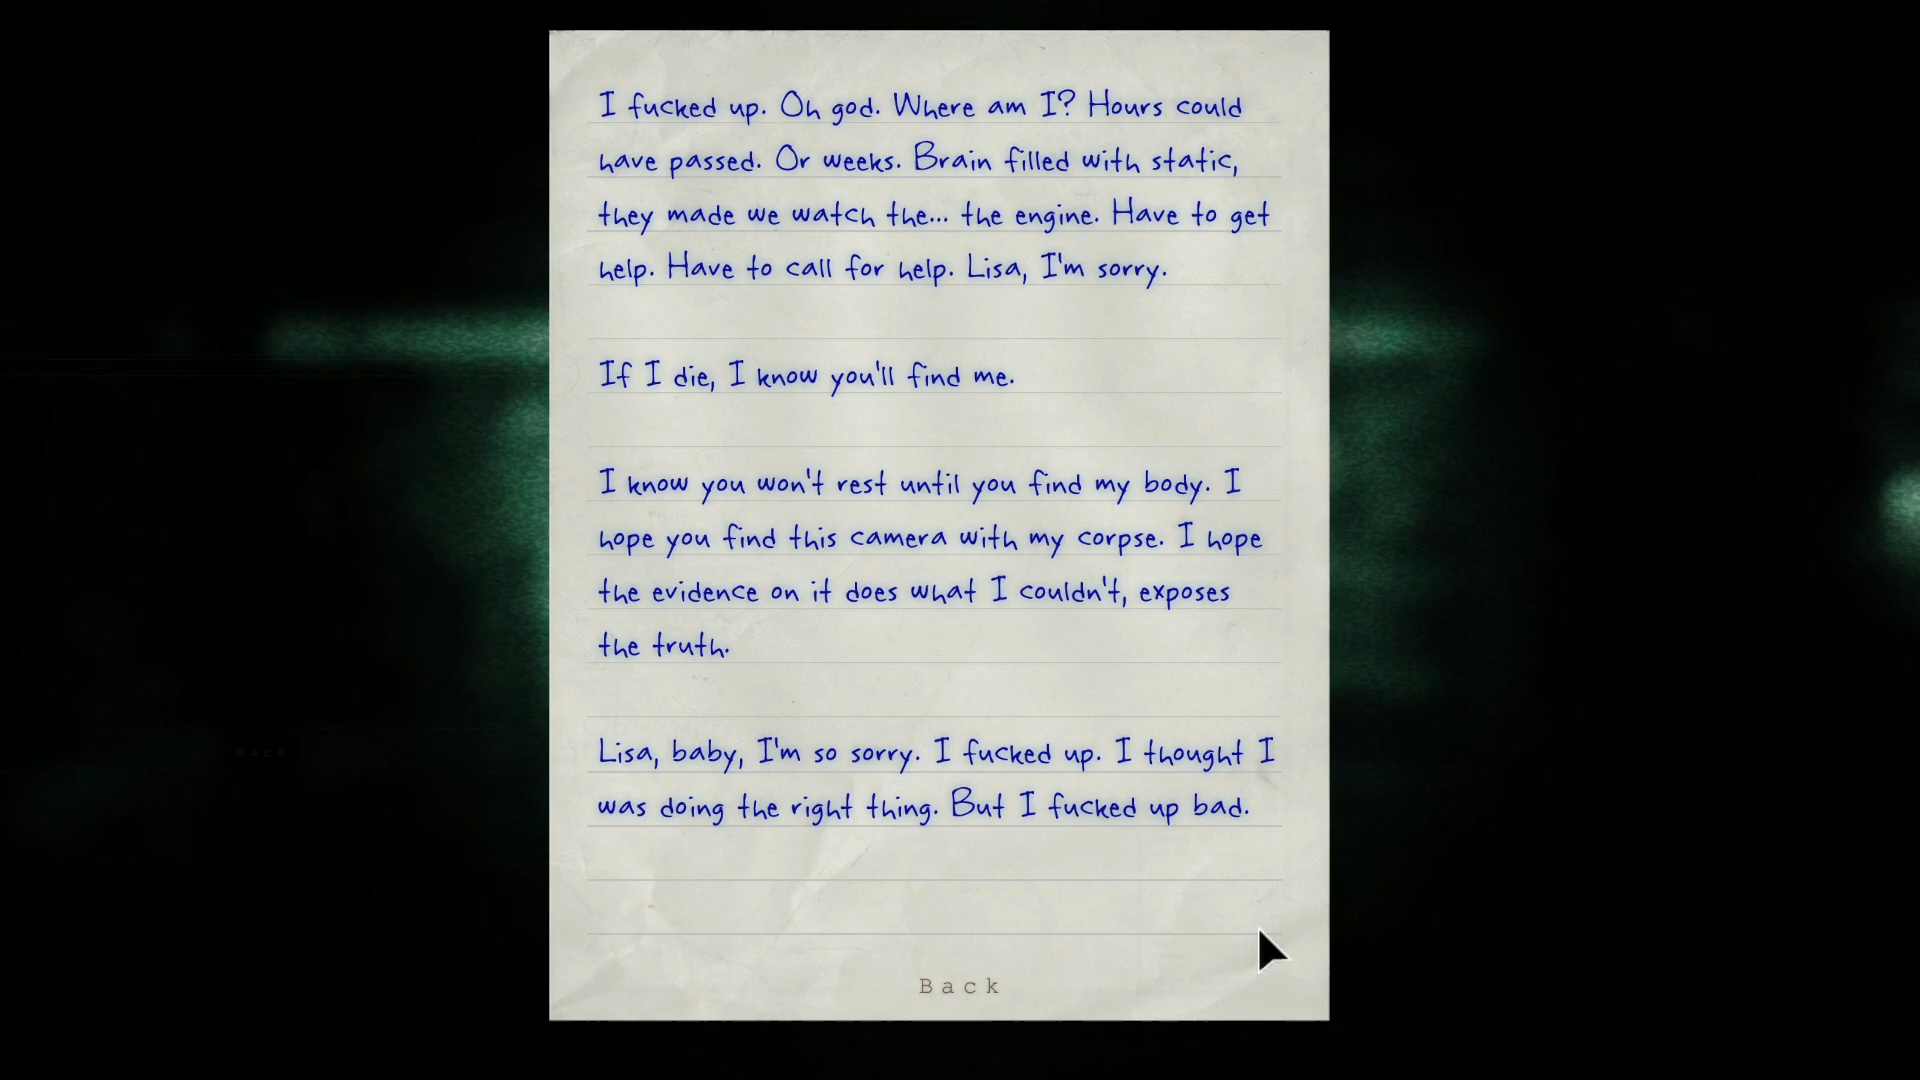 I fucked up. Oh god. Where am I? Hours could
have passed. Or weeks. Brain filled with static,
they made we watch the... the engine. Have to get
help. Have to call for help. Lisa, I'm sorry.
If I die, I know you'll find me.
I know you won't rest until you find my body. I
hope you find this camera with my corpse. I hope
the evidence on it does what I couldn't, exposes
the truth.
Lisa, baby, I'm so sorry. I fucked up. I thought I
was doing the right thing. But I fucked up bad.
Back
Back